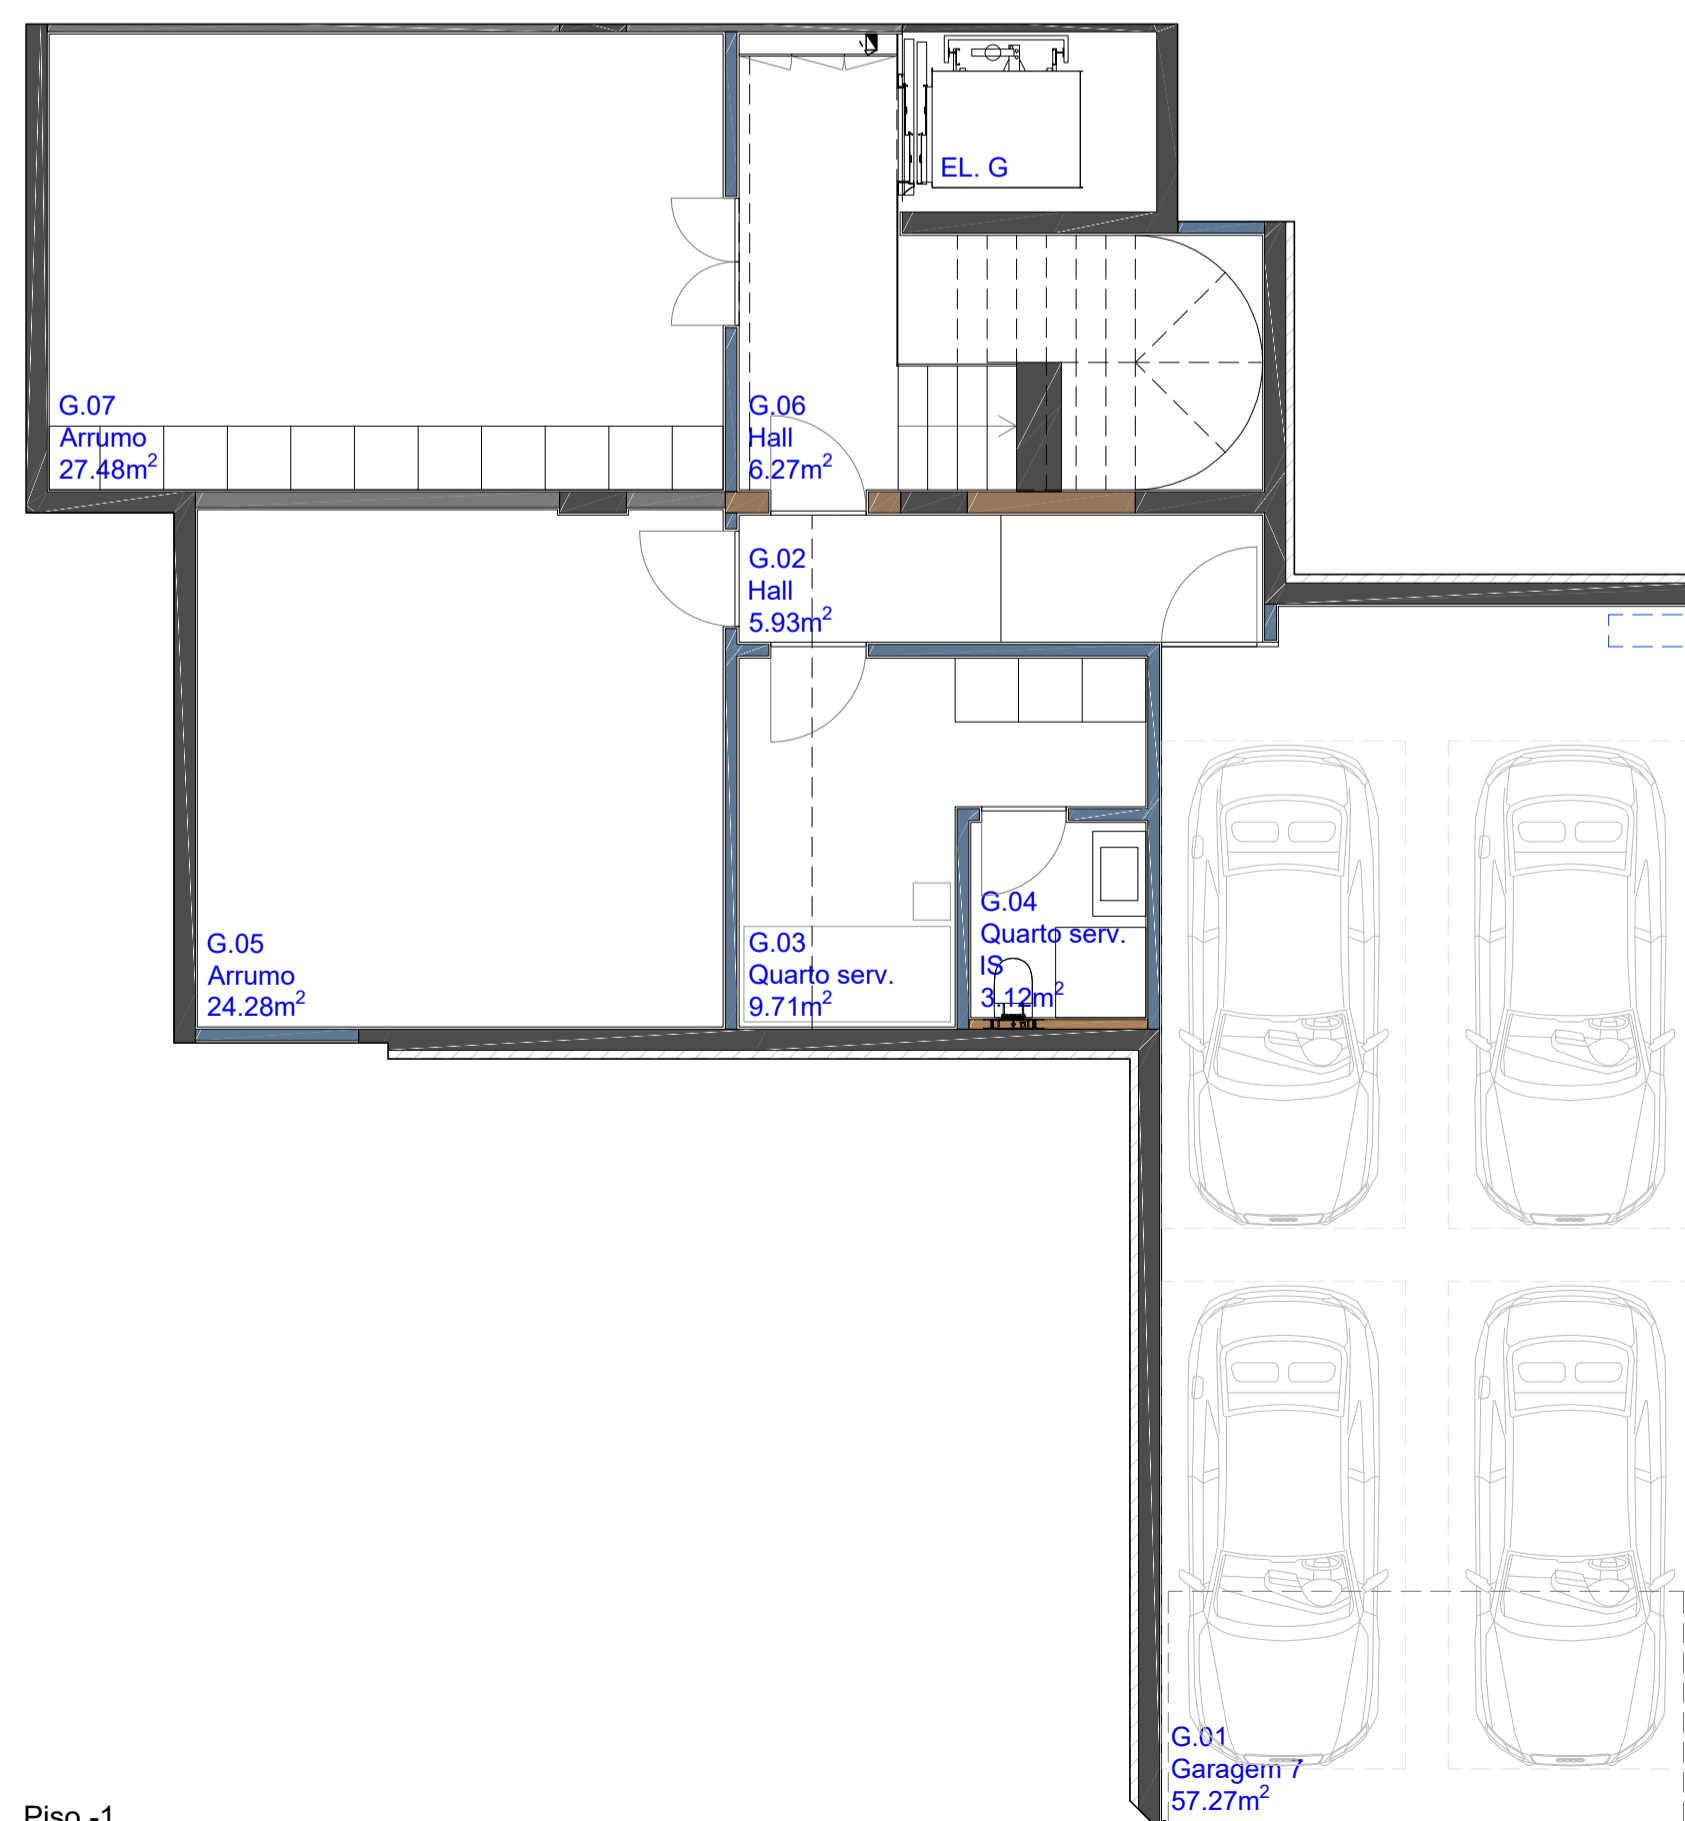 EL. G
G.07
Arrumo
27.48m²
G.06
Hall
6.27m²
G.02
Hall
5.93m²
G.05
Arrumo
24.28m²
G.03
Quarto serv.
9.71m²
G.04
Quarto serv.
IS
3.12m²
G.01
Garagem 7
57.27m²
Piso -1